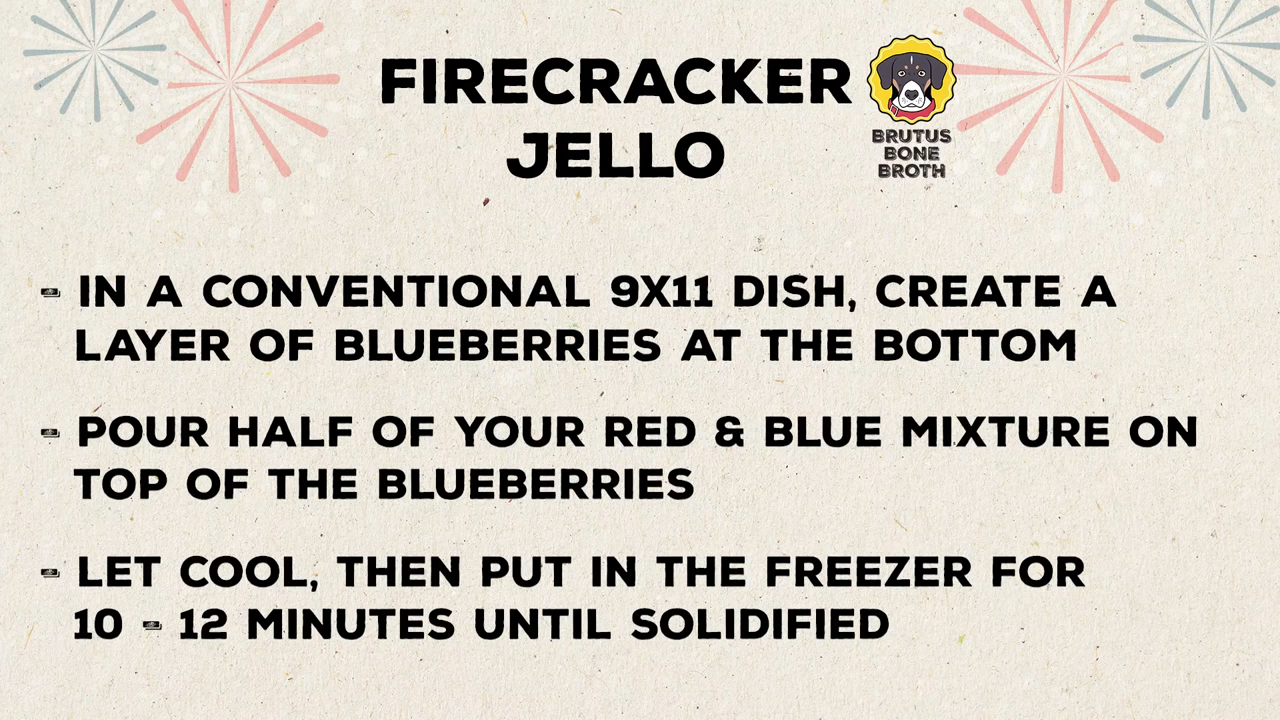 FIRECRACKER
JELLO
BRUTUS
BONE
BROTH
- IN A CONVENTIONAL 9X11 DISH, CREATE A
LAYER OF BLUEBERRIES AT THE BOTTOM
- POUR HALF OF YOUR RED & BLUE MIXTURE ON
TOP OF THE BLUEBERRIES
- LET COOL, THEN PUT IN THE FREEZER FOR
10 - 12 MINUTES UNTIL SOLIDIFIED